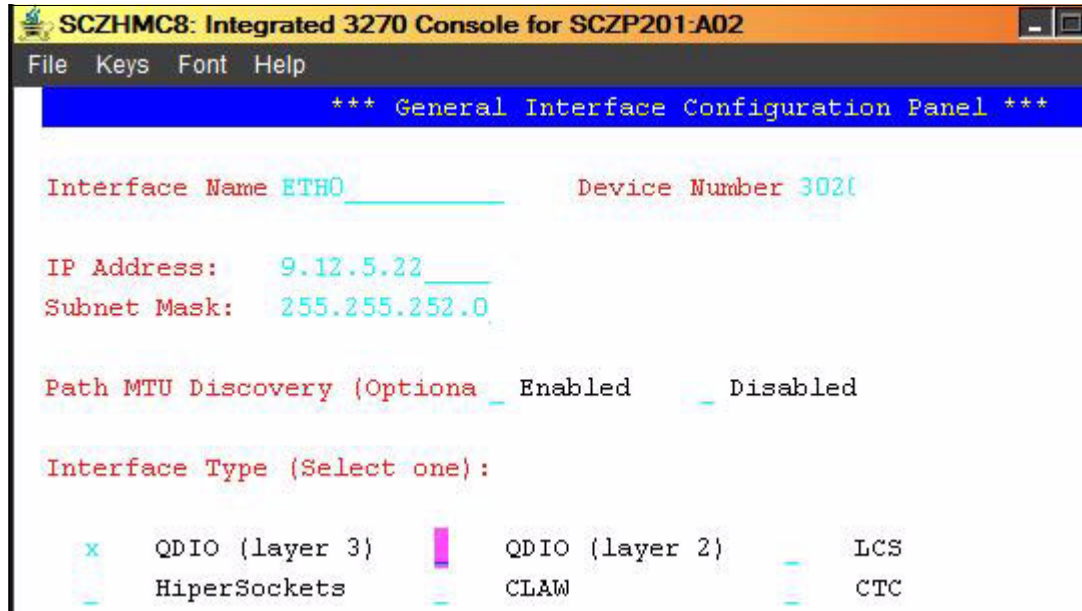 SCZHMC8: Integrated 3270 Console for SCZP201:A02
File Keys Font Help
*** General Interface Configuration Panel ***
Interface Name ETH0__________ Device Number 302
IP Address: 9.12.5.22_____
Subnet Mask: 255.255.252.0
Path MTU Discovery (Optiona _ Enabled _ Disabled
Interface Type (Select one):
x QDIO (layer 3) _ QDIO (layer 2) _ LCS
_ HiperSockets _ CLAW _ CTC